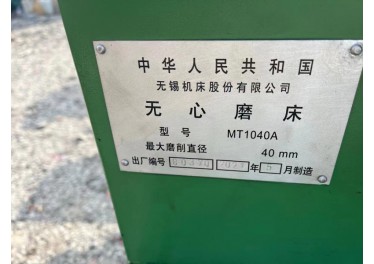 中华人民共和国
无锡机床股份有限公司
无心磨床
型号 MT1040A
最大磨削直径 40 mm
出厂编号 年 月制造